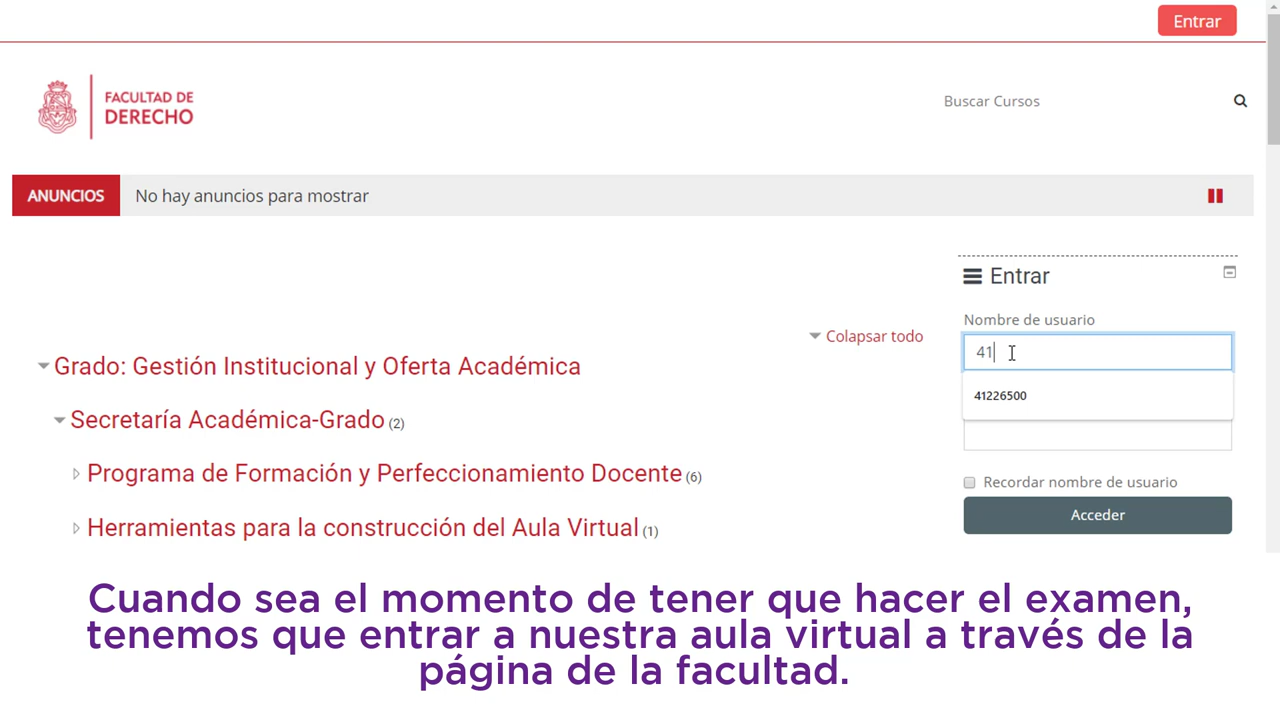 Entrar
FACULTAD DE
DERECHO
Buscar Cursos
ANUNCIOS
No hay anuncios para mostrar
Entrar
Nombre de usuario
Colapsar todo
41
Grado: Gestión Institucional y Oferta Académica
41226500
Secretaría Académica-Grado (2)
Programa de Formación y Perfeccionamiento Docente (6)
Recordar nombre de usuario
Herramientas para la construcción del Aula Virtual (1)
Acceder
Cuando sea el momento de tener que hacer el examen,
tenemos que entrar a nuestra aula virtual a través de la
página de la facultad.